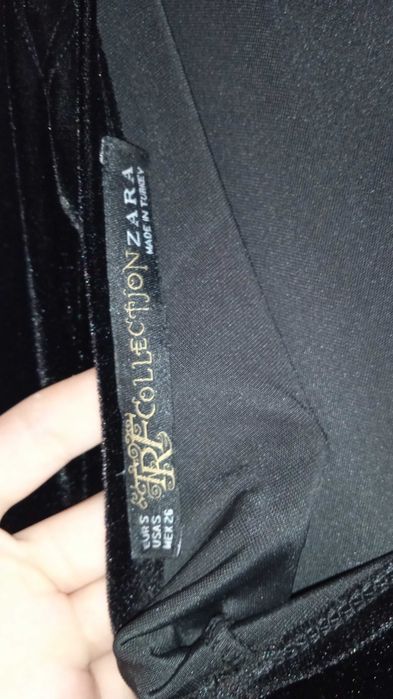 TRF COLLECTION ZARA
MADE IN TURKEY
EUR S
USA S
MEX 26